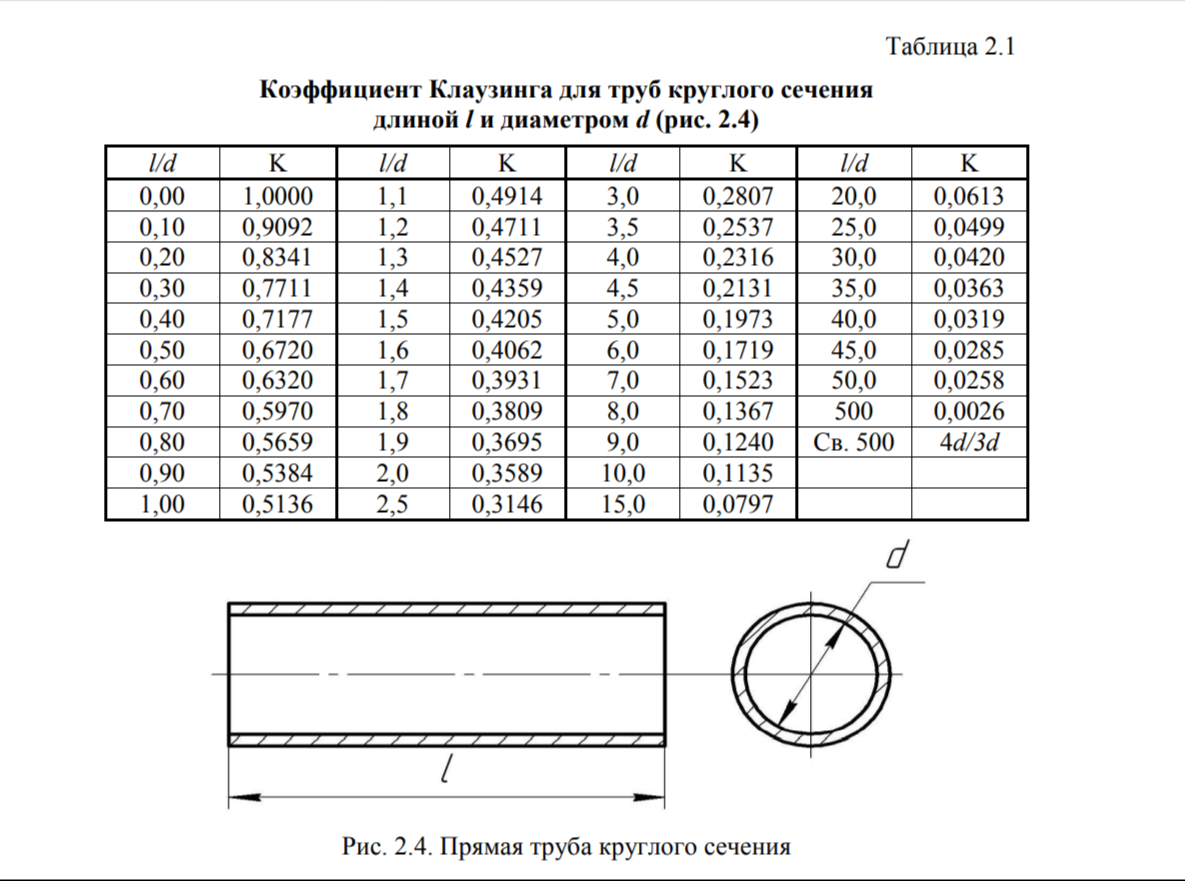 Таблица 2.1
Коэффициент Клаузинга для труб круглого сечения
длиной l и диаметром d (рис. 2.4)
l/d K l/d K l/d K l/d K
0,00 1,0000 1,1 0,4914 3,0 0,2807 20,0 0,0613
0,10 0,9092 1,2 0,4711 3,5 0,2537 25,0 0,0499
0,20 0,8341 1,3 0,4527 4,0 0,2316 30,0 0,0420
0,30 0,7711 1,4 0,4359 4,5 0,2131 35,0 0,0363
0,40 0,7177 1,5 0,4205 5,0 0,1973 40,0 0,0319
0,50 0,6720 1,6 0,4062 6,0 0,1719 45,0 0,0285
0,60 0,6320 1,7 0,3931 7,0 0,1523 50,0 0,0258
0,70 0,5970 1,8 0,3809 8,0 0,1367 500 0,0026
0,80 0,5659 1,9 0,3695 9,0 0,1240 Св. 500 4d/3d
0,90 0,5384 2,0 0,3589 10,0 0,1135
1,00 0,5136 2,5 0,3146 15,0 0,0797
d
l
Рис. 2.4. Прямая труба круглого сечения